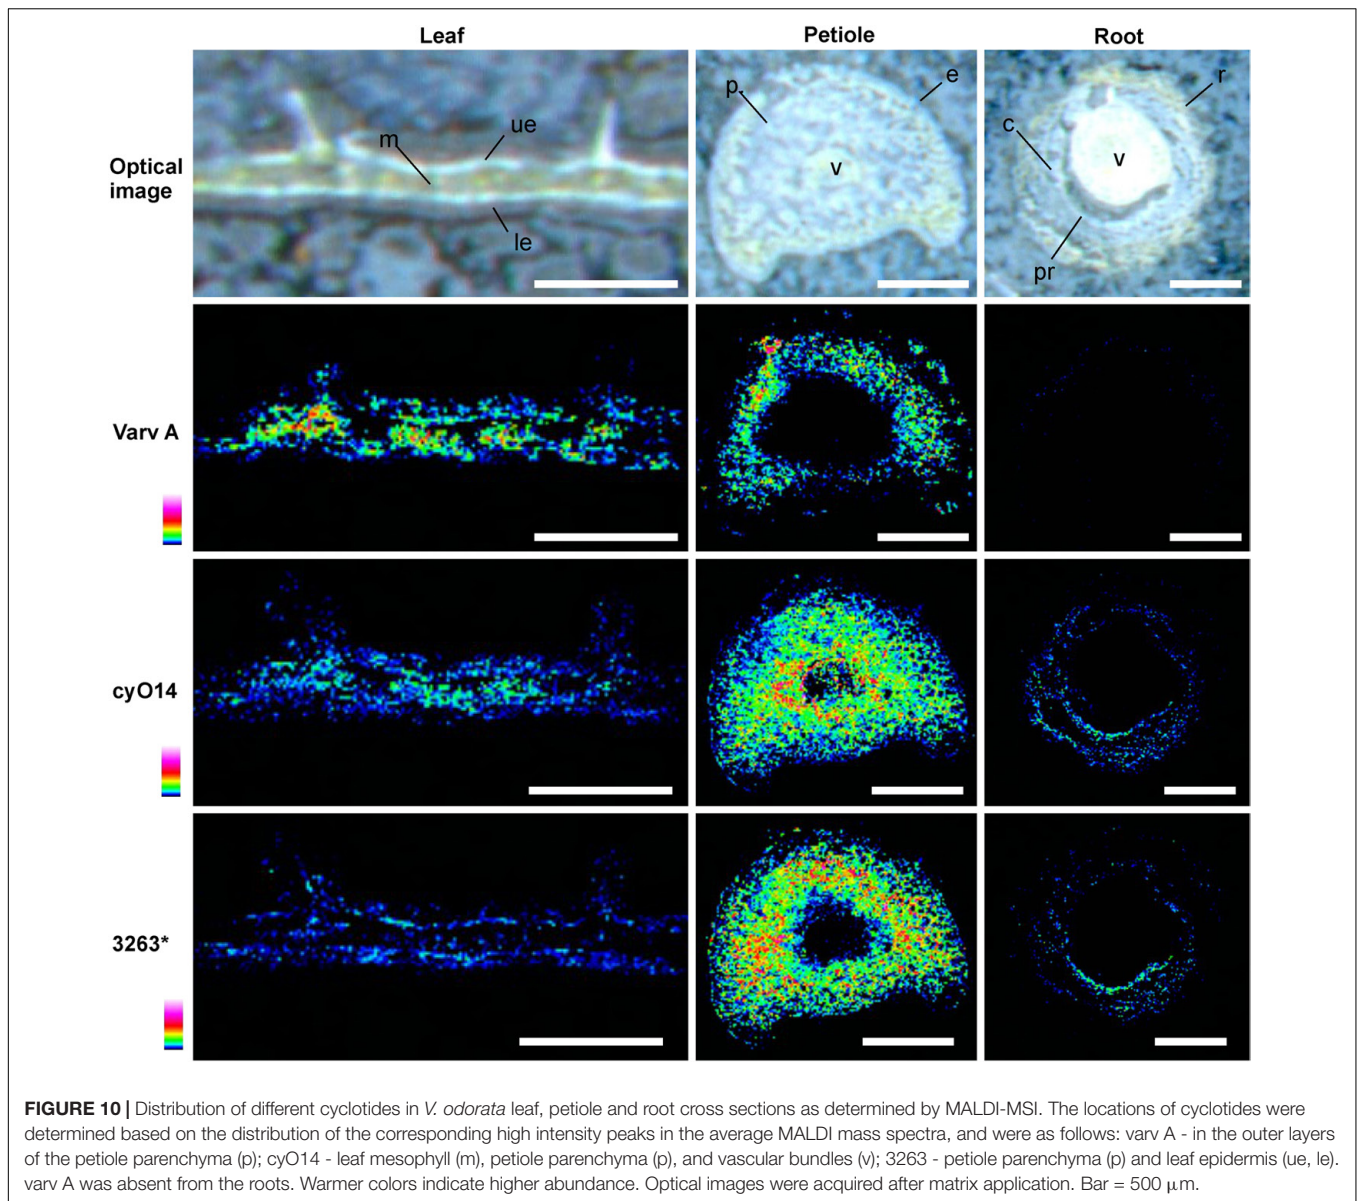 Leaf
Petiole
Root
Optical
image
m
ue
le
p
e
v
c
r
v
pr
Varv A
cyO14
3263*
FIGURE 10 | Distribution of different cyclotides in V. odorata leaf, petiole and root cross sections as determined by MALDI-MSI. The locations of cyclotides were
determined based on the distribution of the corresponding high intensity peaks in the average MALDI mass spectra, and were as follows: varv A - in the outer layers
of the petiole parenchyma (p); cyO14 - leaf mesophyll (m), petiole parenchyma (p), and vascular bundles (v); 3263 - petiole parenchyma (p) and leaf epidermis (ue, le).
varv A was absent from the roots. Warmer colors indicate higher abundance. Optical images were acquired after matrix application. Bar = 500 μm.